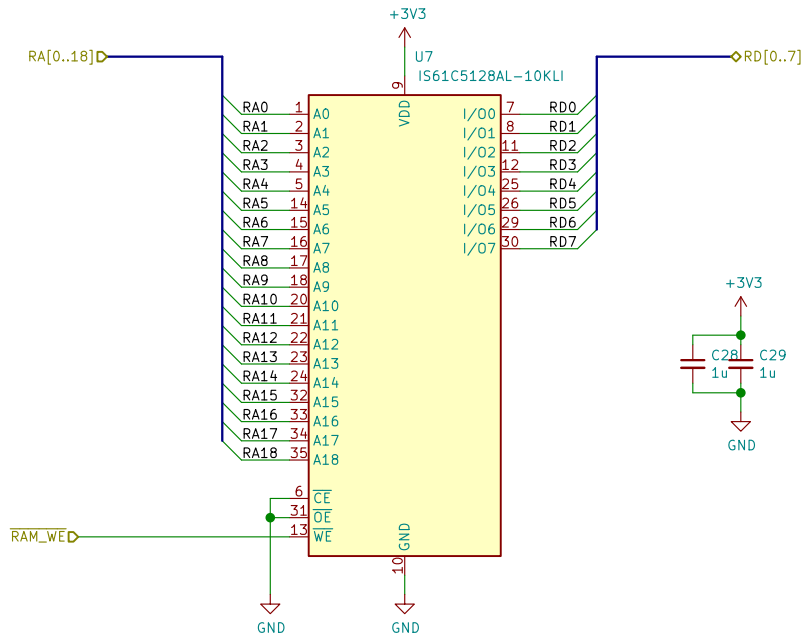 +3V3
RA[0..18]
U7
IS61C5128AL-10KLI
RD[0..7]
9
VDD
RA0 1 A0 I/O0 7 RD0
RA1 2 A1 I/O1 8 RD1
RA2 3 A2 I/O2 11 RD2
RA3 4 A3 I/O3 12 RD3
RA4 5 A4 I/O4 25 RD4
RA5 14 A5 I/O5 26 RD5
RA6 15 A6 I/O6 29 RD6
RA7 16 A7 I/O7 30 RD7
RA8 17 A8
RA9 18 A9
RA10 20 A10
RA11 21 A11
RA12 22 A12
RA13 23 A13
RA14 24 A14
RA15 32 A15
RA16 33 A16
RA17 34 A17
RA18 35 A18
6 CE
31 OE
RAM_WE 13 WE
GND
10
GND
GND
+3V3
C28
1u
C29
1u
GND